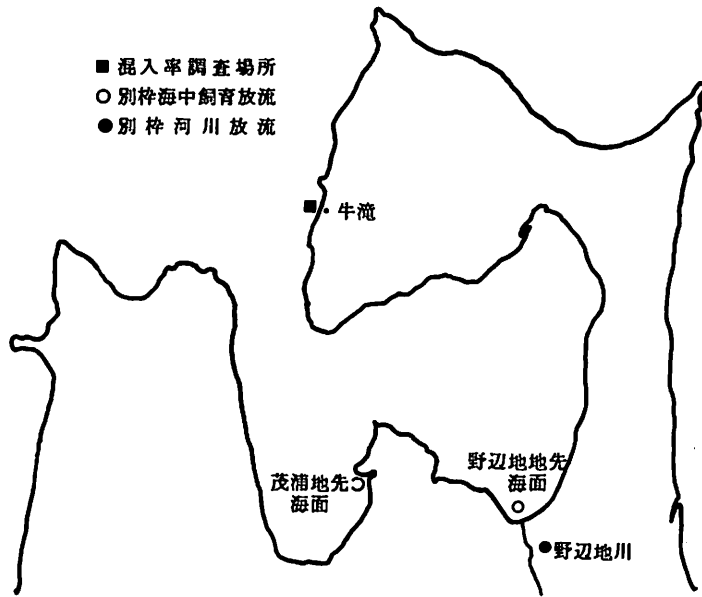 ■ 混入率調査場所
○ 別枠海中飼育放流
● 別枠河川放流
牛滝
野辺地地先
海面
茂浦地先
海面
野辺地川